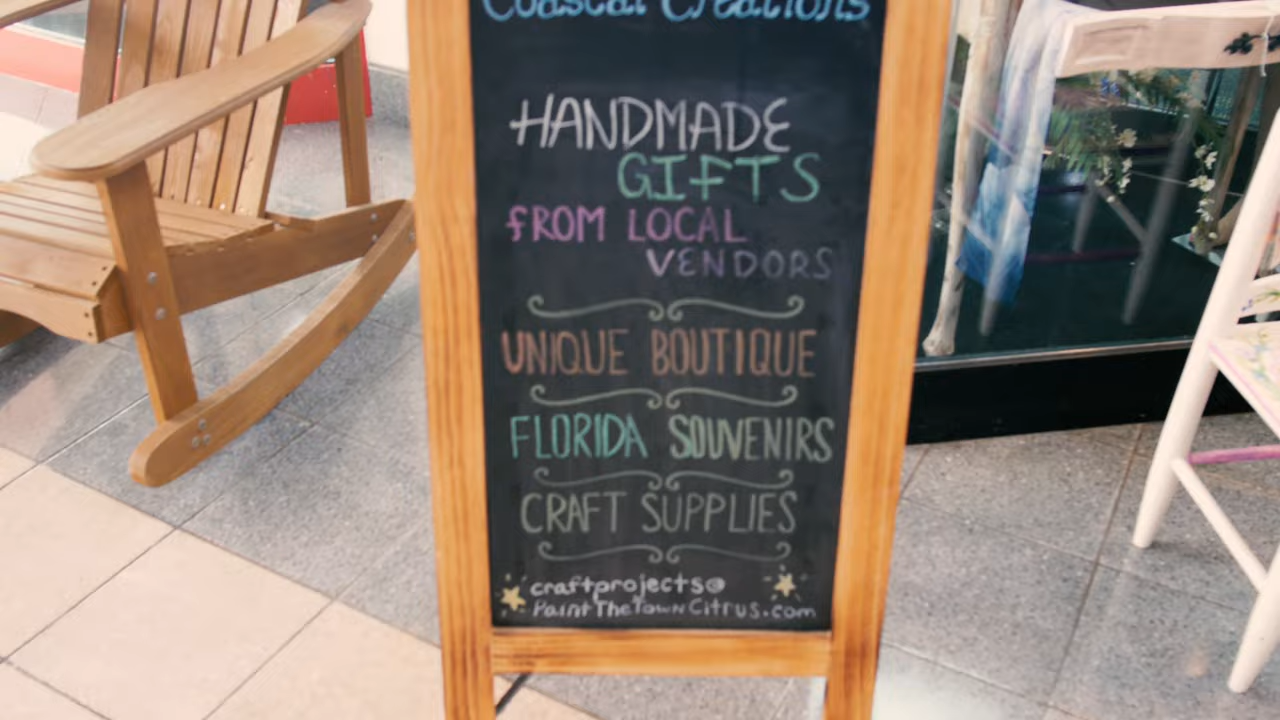 Coastal Creations
HANDMADE
GIFTS
FROM LOCAL
VENDORS
UNIQUE BOUTIQUE
FLORIDA SOUVENIRS
CRAFT SUPPLIES
craftprojects@
PaintTheTownCitrus.com